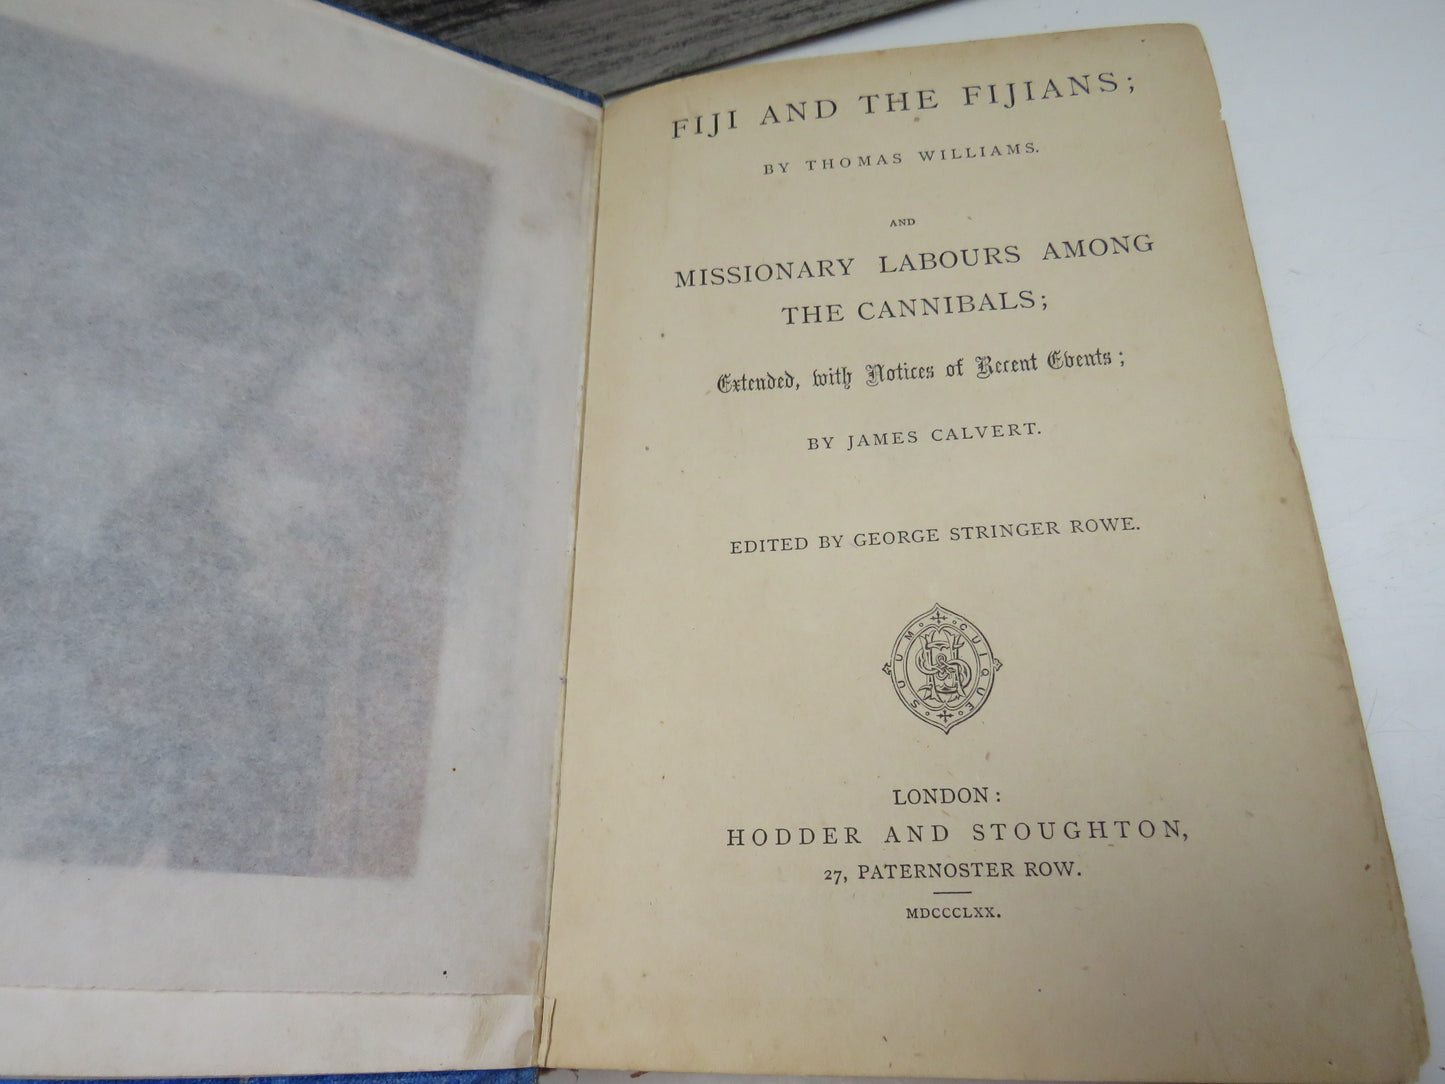 FIJI AND THE FIJIANS;
BY THOMAS WILLIAMS.
AND
MISSIONARY LABOURS AMONG
THE CANNIBALS;
Extended, with Notices of Recent Events;
BY JAMES CALVERT.
EDITED BY GEORGE STRINGER ROWE.
SUUM CUIQUE
LONDON:
HODDER AND STOUGHTON,
27, PATERNOSTER ROW.
MDCCCLXX.